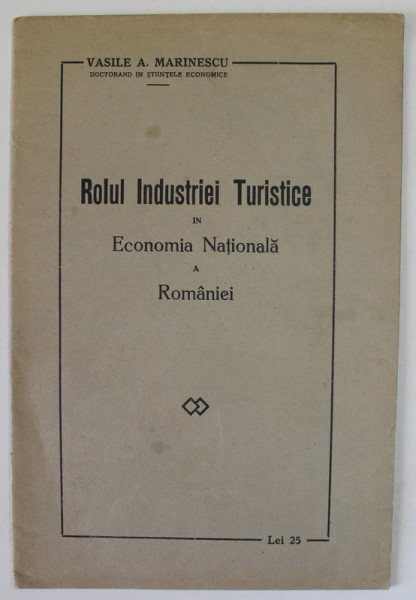 VASILE A. MARINESCU
DOCTORAND IN ȘTIINȚELE ECONOMICE
Rolul Industriei Turistice
IN
Economia Națională
A
României
Lei 25